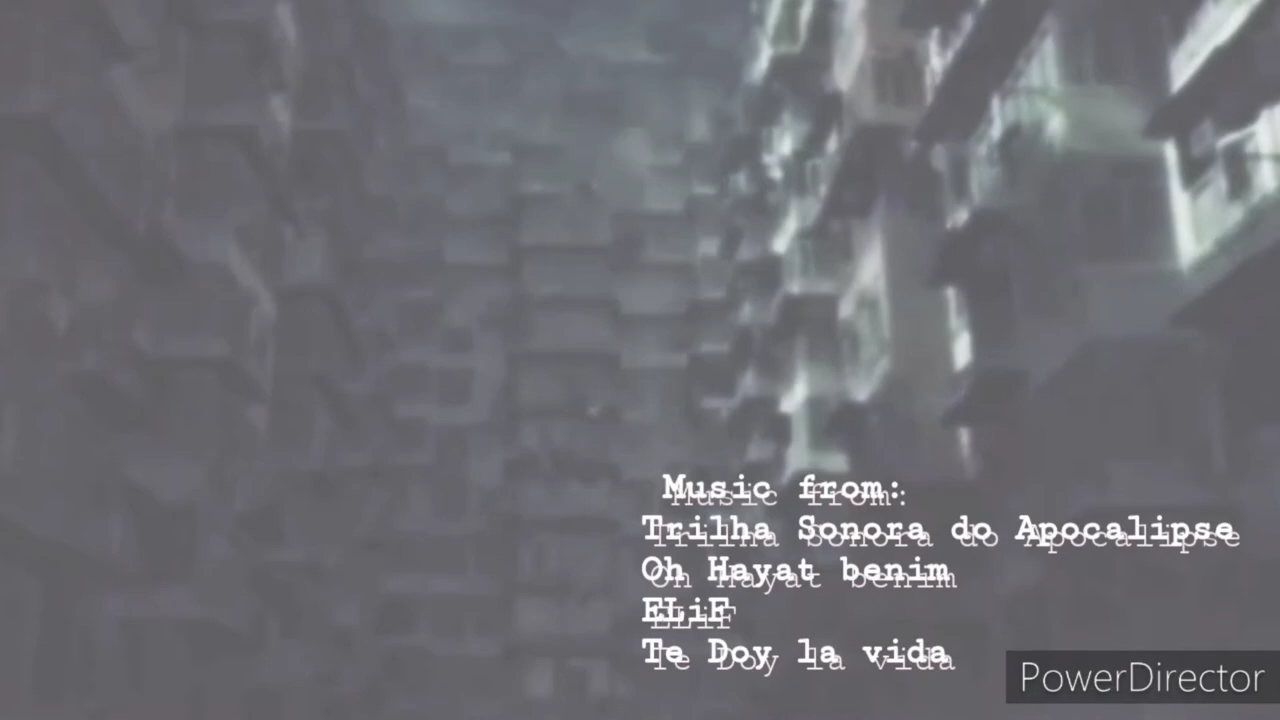 Music from:
Trilha Sonora do Apocalipse
Oh Hayat benim
ELiF
Te Doy la vida
PowerDirector